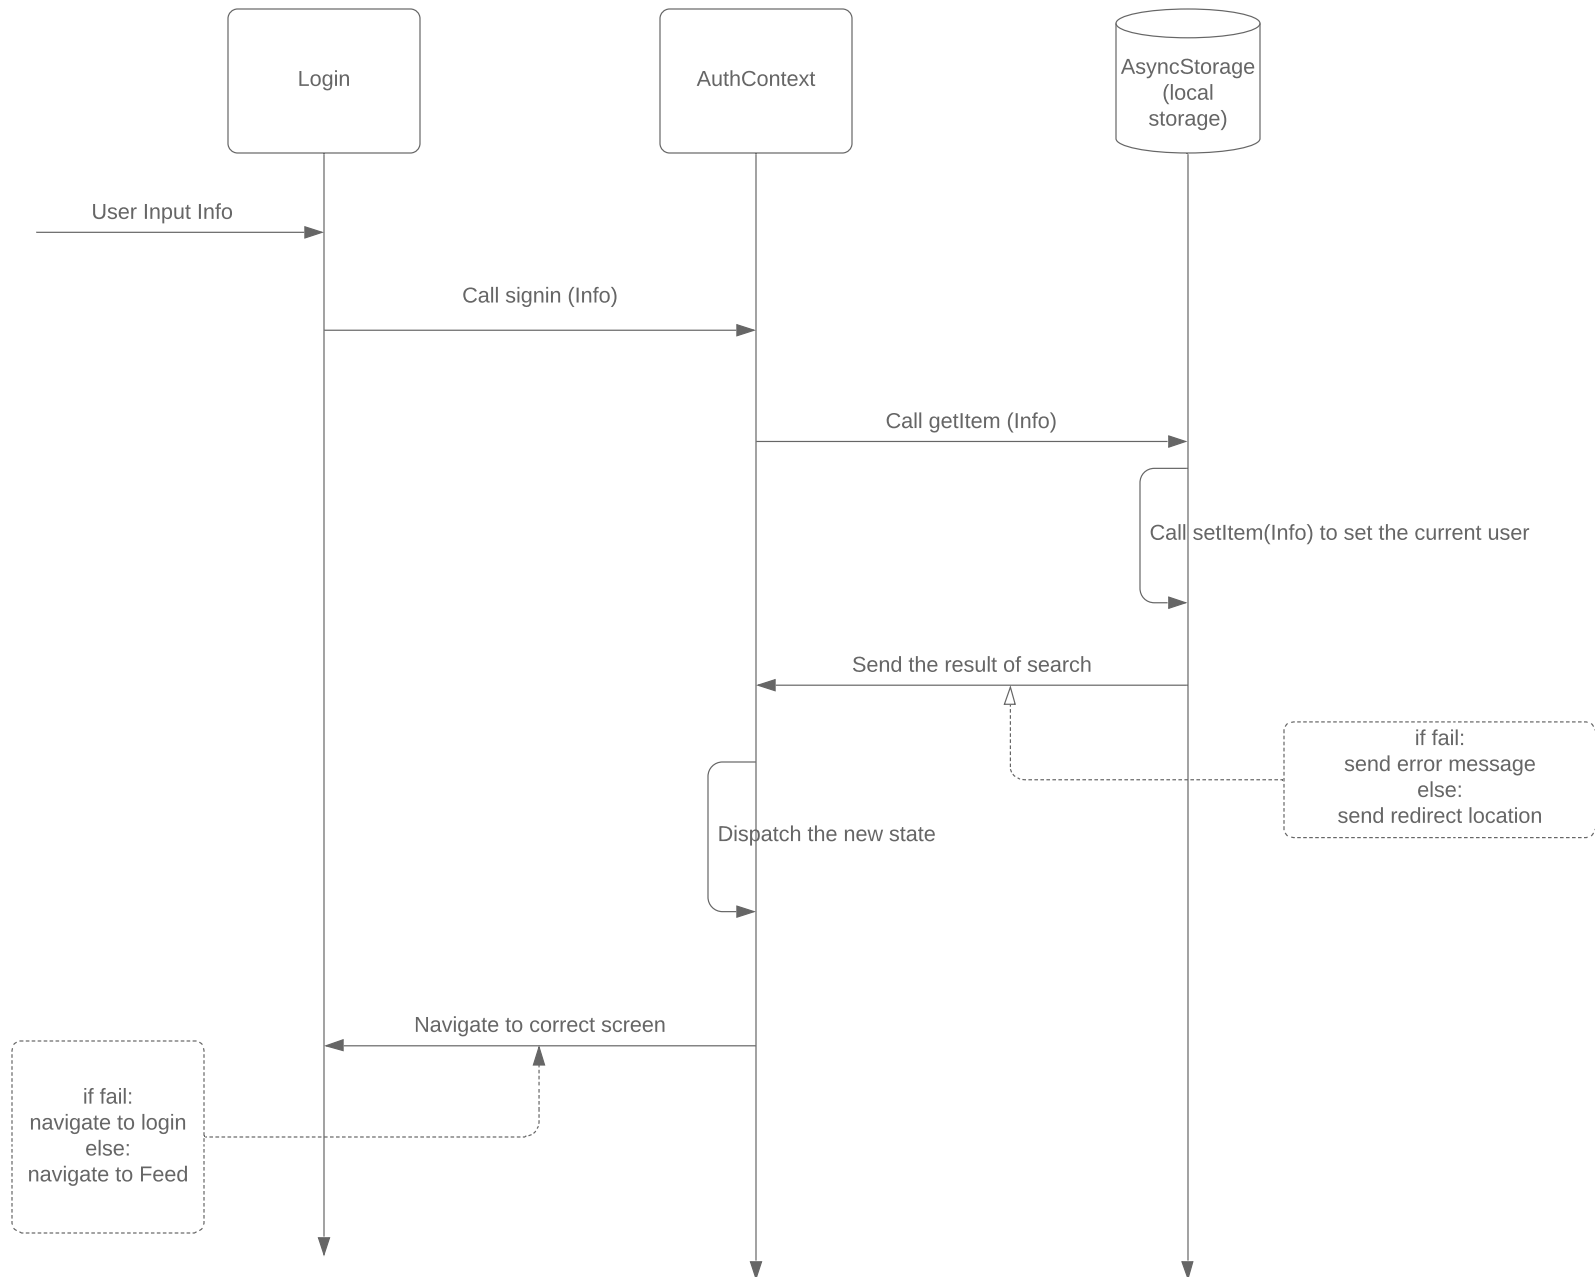 Login
AuthContext
AsyncStorage
(local
storage)
User Input Info
Call signin (Info)
Call getItem (Info)
Call setItem(Info) to set the current user
Send the result of search
if fail:
send error message
else:
send redirect location
Dispatch the new state
Navigate to correct screen
if fail:
navigate to login
else:
navigate to Feed